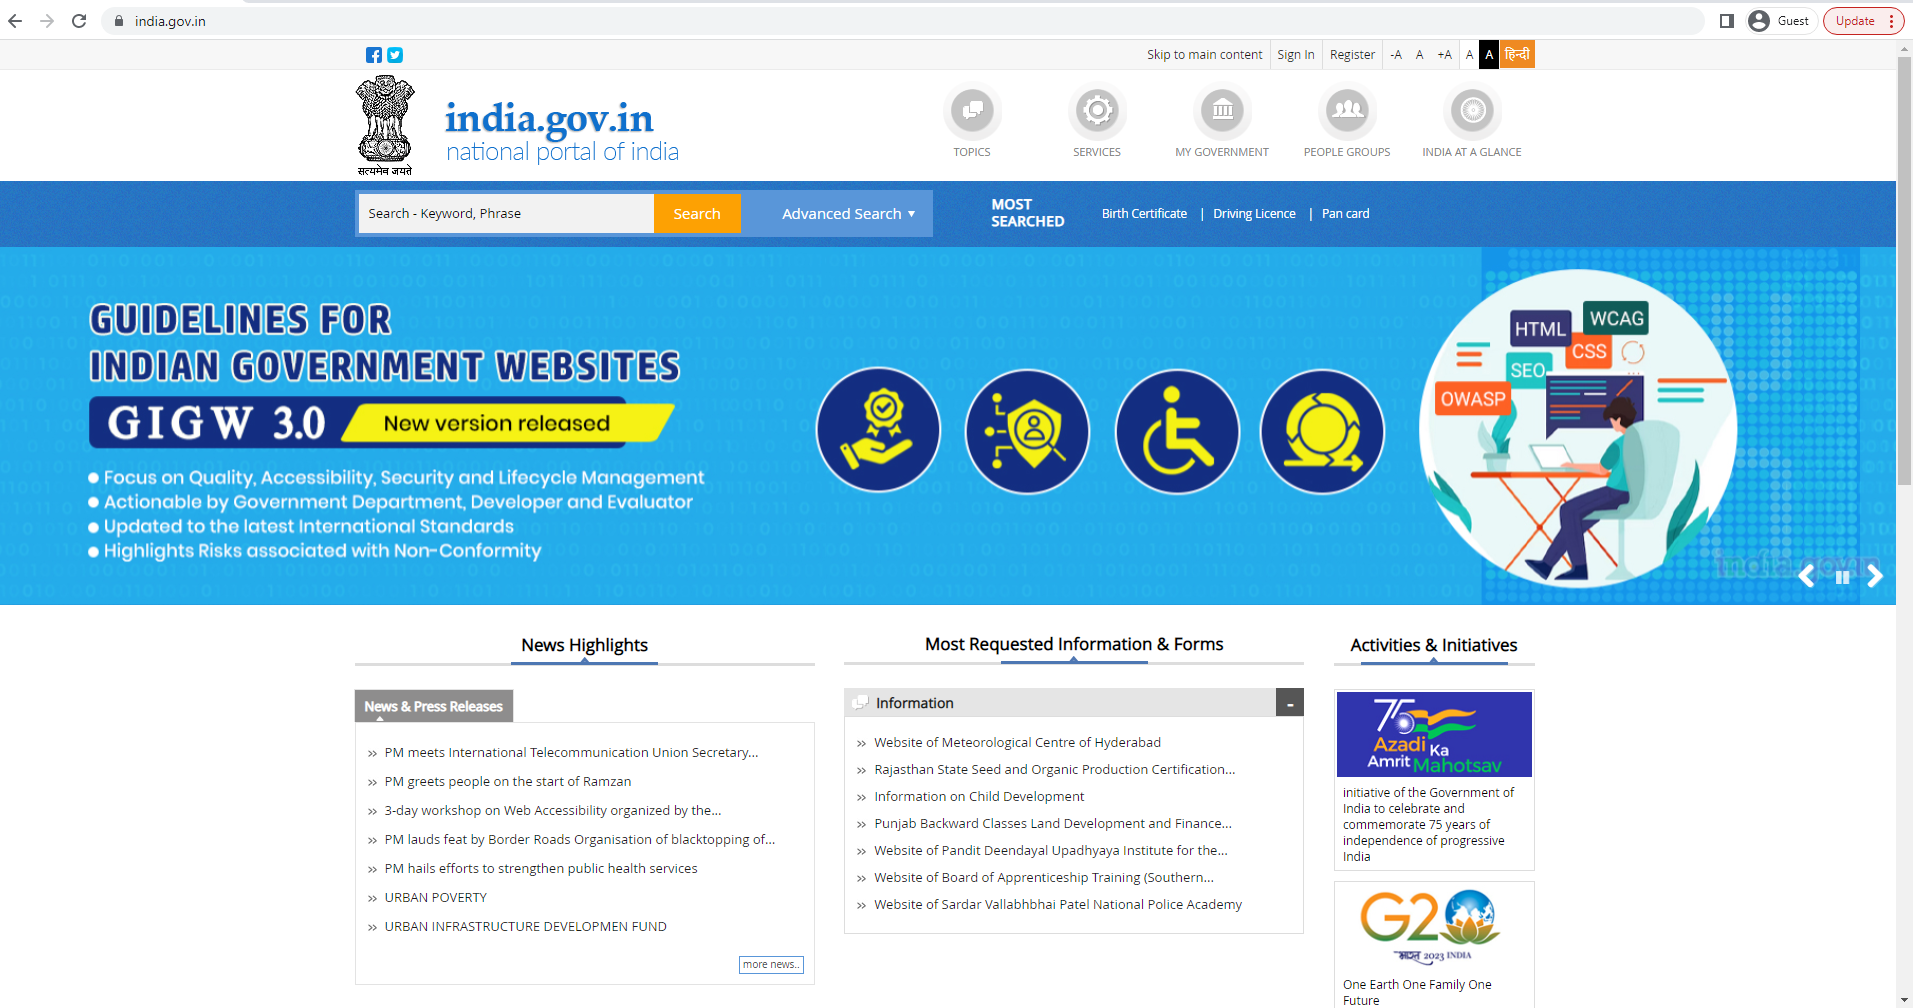 india.gov.in
Guest
Update
Skip to main content
Sign In
Register
-A
A
+A
A
A
हिन्दी
सत्यमेव जयते
india.gov.in
national portal of india
TOPICS
SERVICES
MY GOVERNMENT
PEOPLE GROUPS
INDIA AT A GLANCE
Search - Keyword, Phrase
Search
Advanced Search
MOST
SEARCHED
Birth Certificate | Driving Licence | Pan card
GUIDELINES FOR
INDIAN GOVERNMENT WEBSITES
GIGW 3.0
New version released
Focus on Quality, Accessibility, Security and Lifecycle Management
Actionable by Government Department, Developer and Evaluator
Updated to the latest International Standards
Highlights Risks associated with Non-Conformity
HTML
WCAG
CSS
SEO
OWASP
india.gov.in
News Highlights
News & Press Releases
PM meets International Telecommunication Union Secretary...
PM greets people on the start of Ramzan
3-day workshop on Web Accessibility organized by the...
PM lauds feat by Border Roads Organisation of blacktopping of...
PM hails efforts to strengthen public health services
URBAN POVERTY
URBAN INFRASTRUCTURE DEVELOPMEN FUND
more news..
Most Requested Information & Forms
Information
-
Website of Meteorological Centre of Hyderabad
Rajasthan State Seed and Organic Production Certification...
Information on Child Development
Punjab Backward Classes Land Development and Finance...
Website of Pandit Deendayal Upadhyaya Institute for the...
Website of Board of Apprenticeship Training (Southern...
Website of Sardar Vallabhbhai Patel National Police Academy
Activities & Initiatives
75
Azadi Ka
Amrit Mahotsav
initiative of the Government of
India to celebrate and
commemorate 75 years of
independence of progressive
India
G20
भारत 2023 INDIA
One Earth One Family One
Future